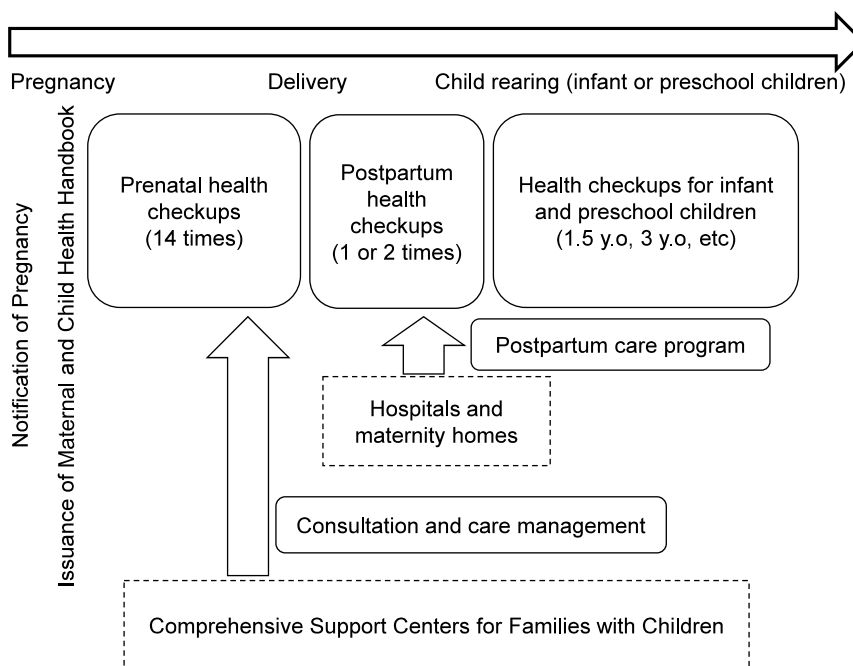 Pregnancy
Delivery
Child rearing (infant or preschool children)
Notification of Pregnancy
Issuance of Maternal and Child Health Handbook
Prenatal health
checkups
(14 times)
Postpartum
health
checkups
(1 or 2 times)
Health checkups for infant
and preschool children
(1.5 y.o, 3 y.o, etc)
Postpartum care program
Hospitals and
maternity homes
Consultation and care management
Comprehensive Support Centers for Families with Children